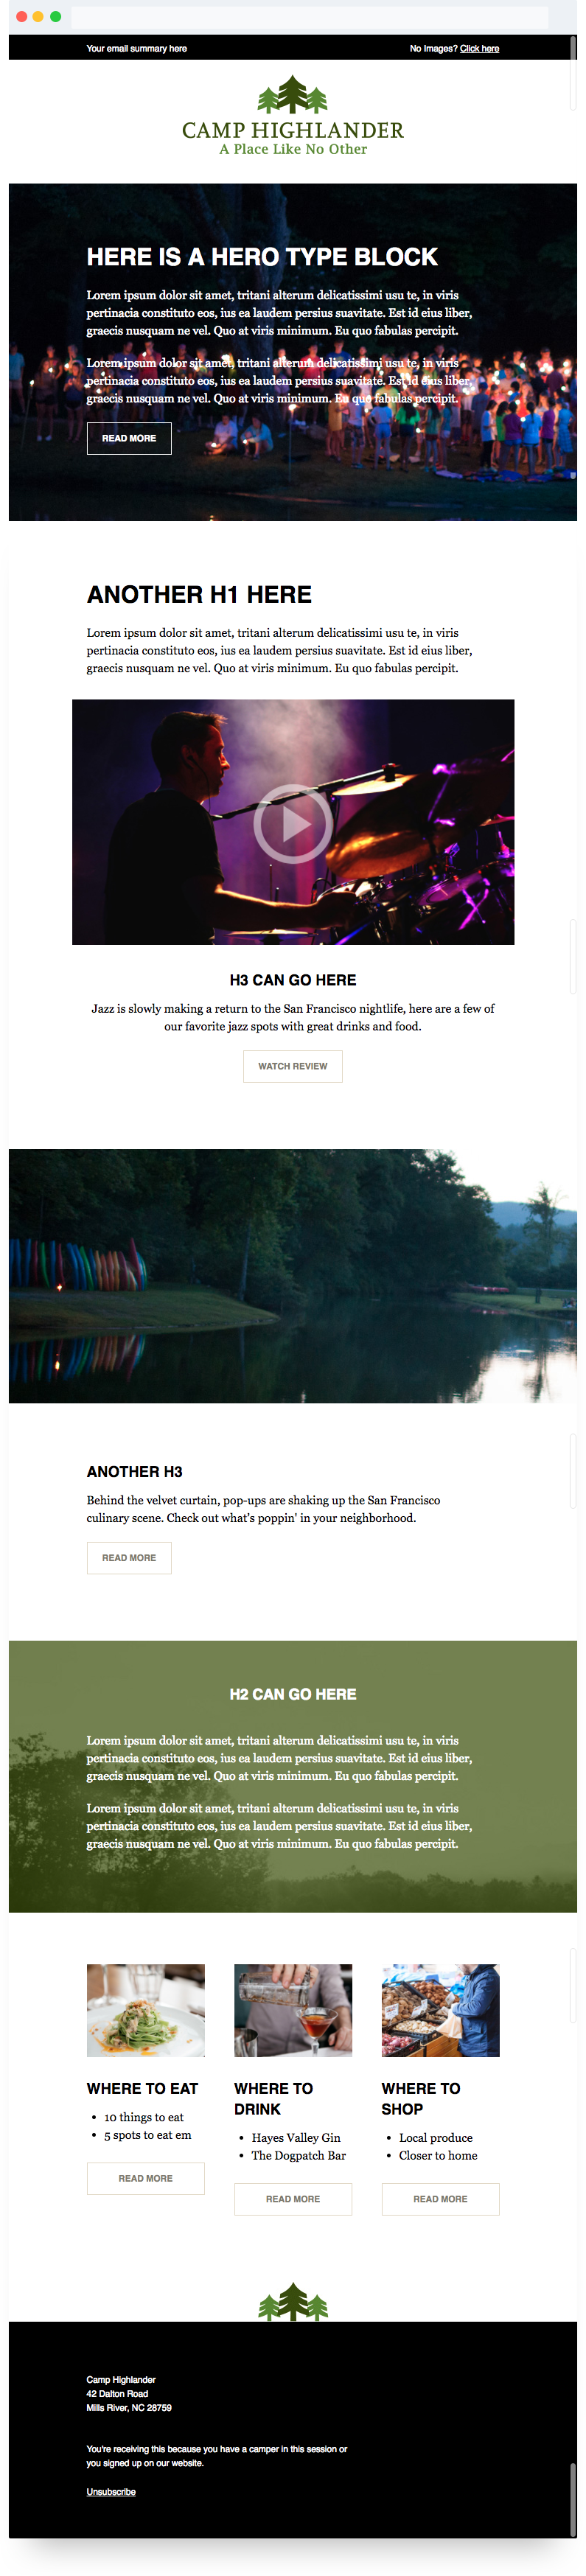 Your email summary here
No Images? Click here
CAMP HIGHLANDER
A Place Like No Other
HERE IS A HERO TYPE BLOCK
Lorem ipsum dolor sit amet, tritani alterum delicatissimi usu te, in viris
pertinacia constituto eos, ius ea laudem persius suavitate. Est id eius liber,
graecis nusquam ne vel. Quo at viris minimum. Eu quo fabulas percipit.
Lorem ipsum dolor sit amet, tritani alterum delicatissimi usu te, in viris
pertinacia constituto eos, ius ea laudem persius suavitate. Est id eius liber,
graecis nusquam ne vel. Quo at viris minimum. Eu quo fabulas percipit.
READ MORE
ANOTHER H1 HERE
Lorem ipsum dolor sit amet, tritani alterum delicatissimi usu te, in viris
pertinacia constituto eos, ius ea laudem persius suavitate. Est id eius liber,
graecis nusquam ne vel. Quo at viris minimum. Eu quo fabulas percipit.
H3 CAN GO HERE
Jazz is slowly making a return to the San Francisco nightlife, here are a few of
our favorite jazz spots with great drinks and food.
WATCH REVIEW
ANOTHER H3
Behind the velvet curtain, pop-ups are shaking up the San Francisco
culinary scene. Check out what's poppin' in your neighborhood.
READ MORE
H2 CAN GO HERE
Lorem ipsum dolor sit amet, tritani alterum delicatissimi usu te, in viris
pertinacia constituto eos, ius ea laudem persius suavitate. Est id eius liber,
graecis nusquam ne vel. Quo at viris minimum. Eu quo fabulas percipit.
Lorem ipsum dolor sit amet, tritani alterum delicatissimi usu te, in viris
pertinacia constituto eos, ius ea laudem persius suavitate. Est id eius liber,
graecis nusquam ne vel. Quo at viris minimum. Eu quo fabulas percipit.
WHERE TO EAT
• 10 things to eat
• 5 spots to eat em
READ MORE
WHERE TO
DRINK
• Hayes Valley Gin
• The Dogpatch Bar
READ MORE
WHERE TO
SHOP
• Local produce
• Closer to home
READ MORE
Camp Highlander
42 Dalton Road
Mills River, NC 28759
You're receiving this because you have a camper in this session or
you signed up on our website.
Unsubscribe